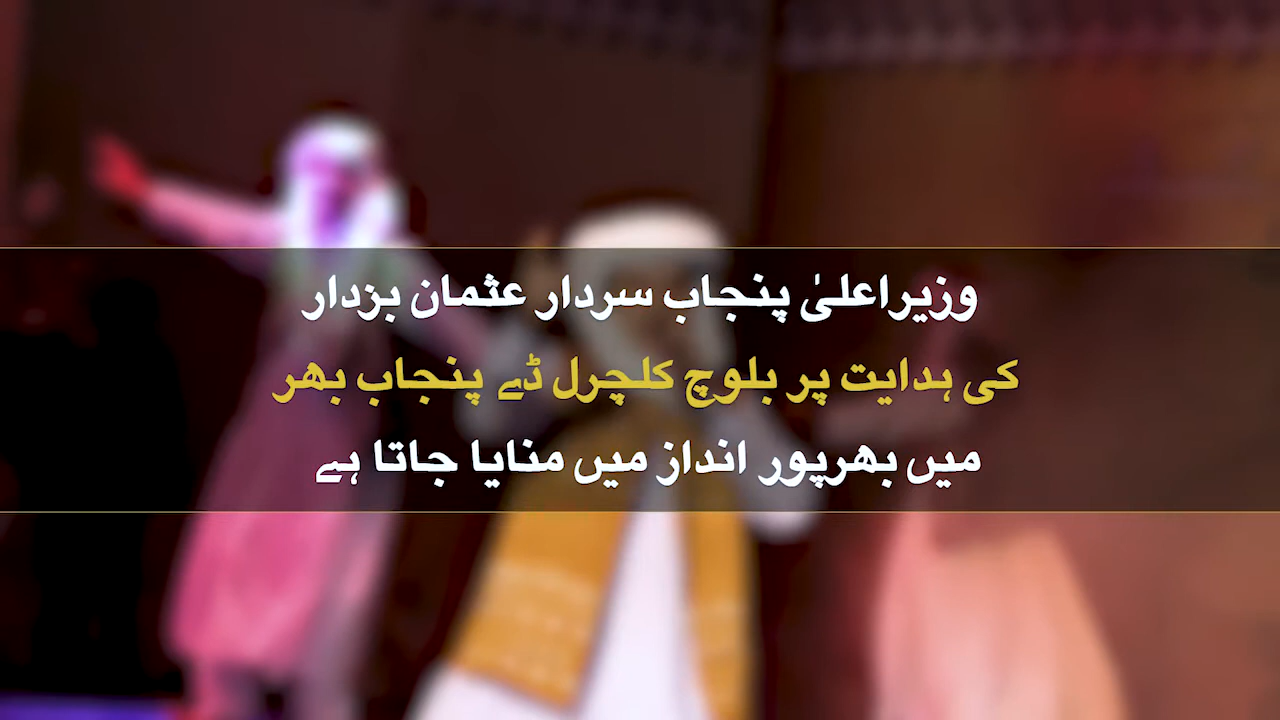 وزیراعلیٰ پنجاب سردار عثمان بزدار
کی ہدایت پر بلوچ کلچرل ڈے پنجاب بھر
میں بھرپور انداز میں منایا جاتا ہے